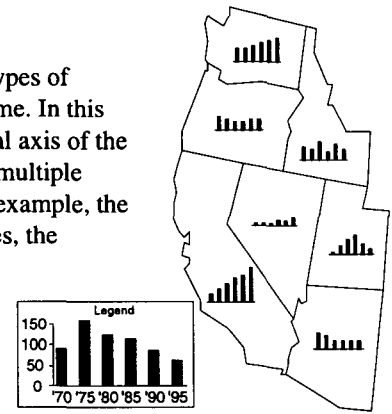 ypes of
me. In this
al axis of the
multiple
example, the
es, the
Legend
150
100
50
0
'70 '75 '80 '85 '90 '95